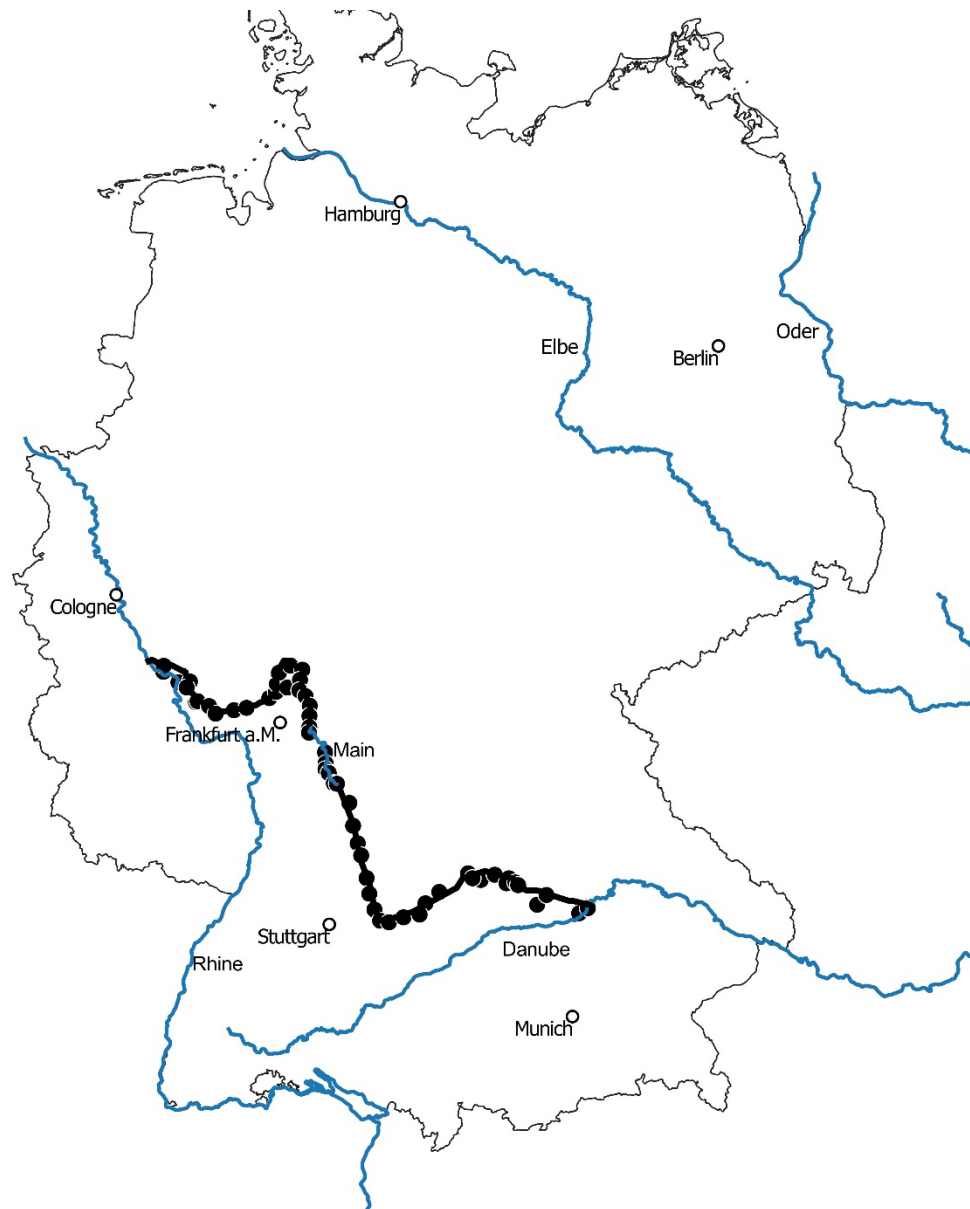 Hamburg
Elbe
Oder
Berlin
Cologne
Frankfurt a.M.
Main
Stuttgart
Danube
Rhine
Munich